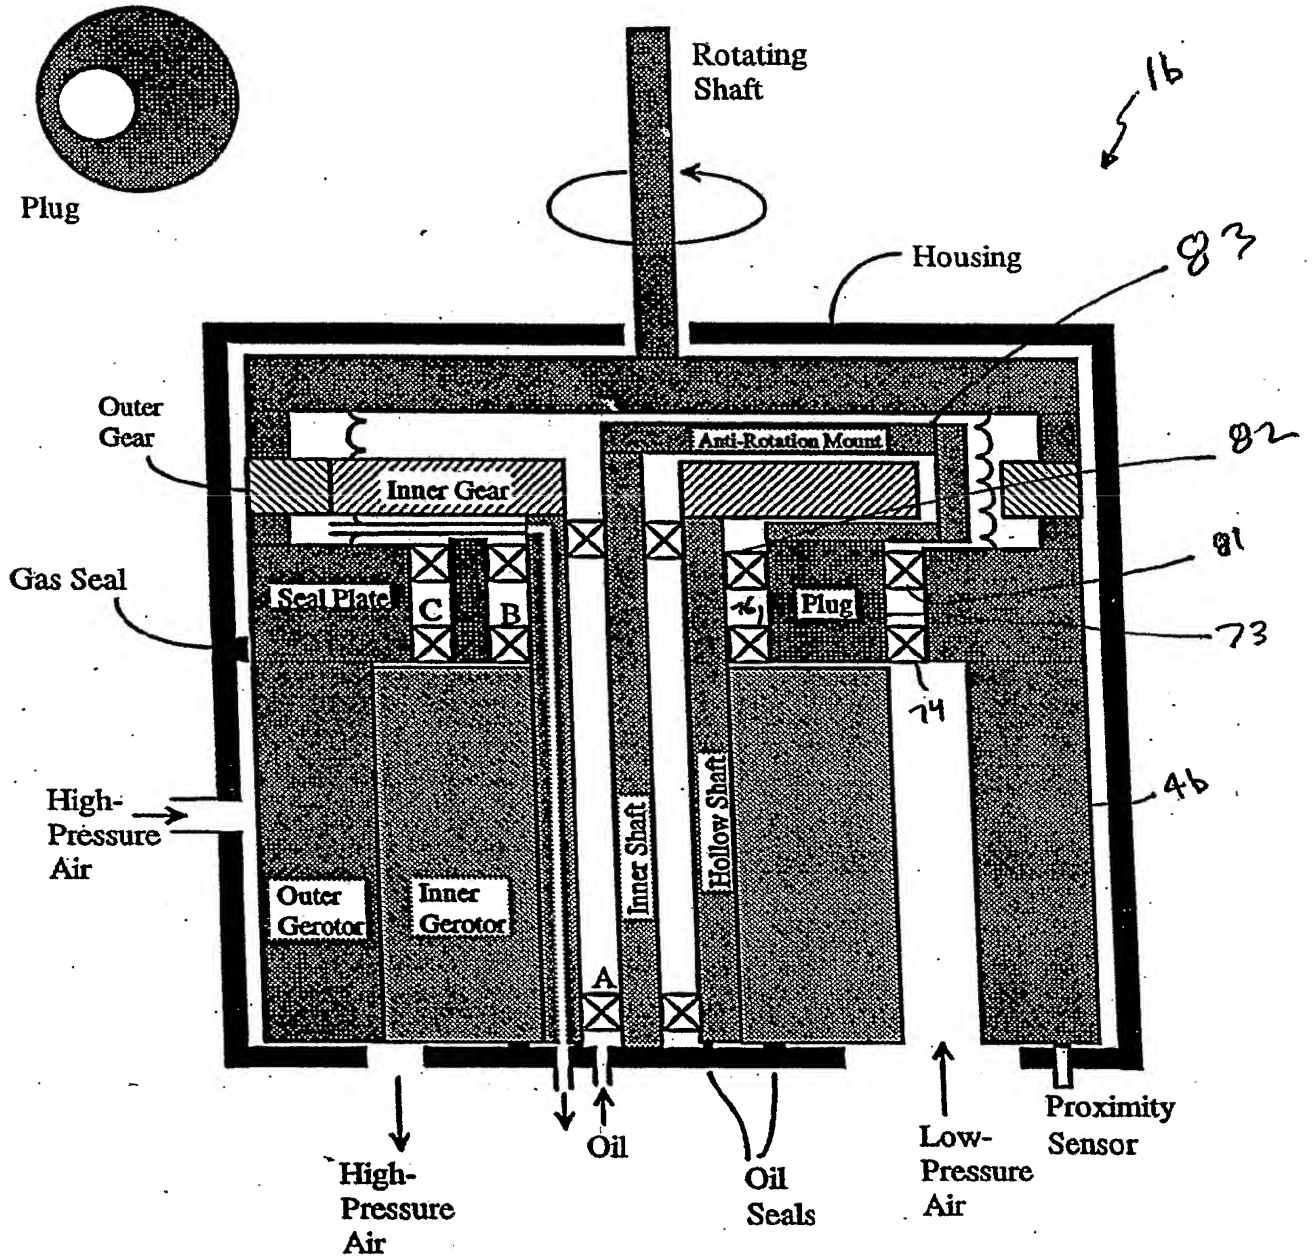 Plug
Rotating
Shaft
1b
Housing
83
Outer
Gear
Anti-Rotation Mount
82
Inner Gear
Gas Seal
Seal Plate
C
B
Plug
81
73
74
High-
Pressure
Air
Inner Shaft
Hollow Shaft
4b
Outer
Gerotor
Inner
Gerotor
A
Oil
Low-
Pressure
Air
Proximity
Sensor
High-
Pressure
Air
Oil
Seals